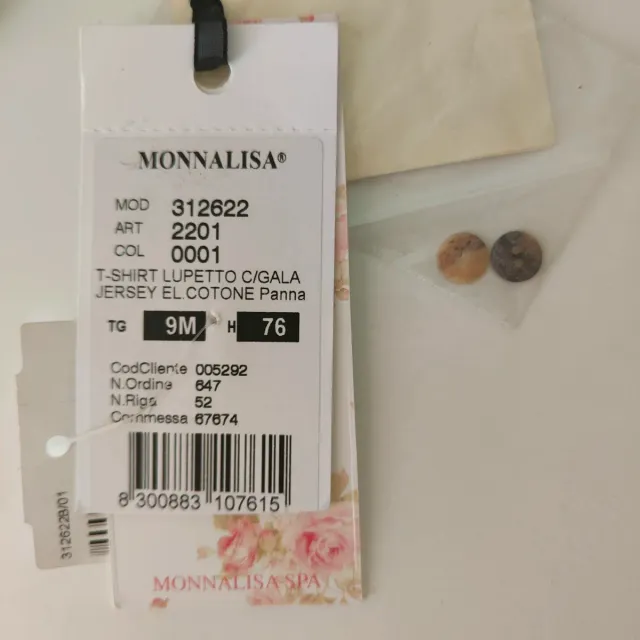 MONNALISA®
MOD 312622
ART 2201
COL 0001
T-SHIRT LUPETTO C/GALA
JERSEY EL.COTONE Panna
TG 9M H 76
CodCliente 005292
N.Ordine 647
N.Riga 52
Commessa 67674
8 300883 107615
312622B/01
MONNALISA SPA